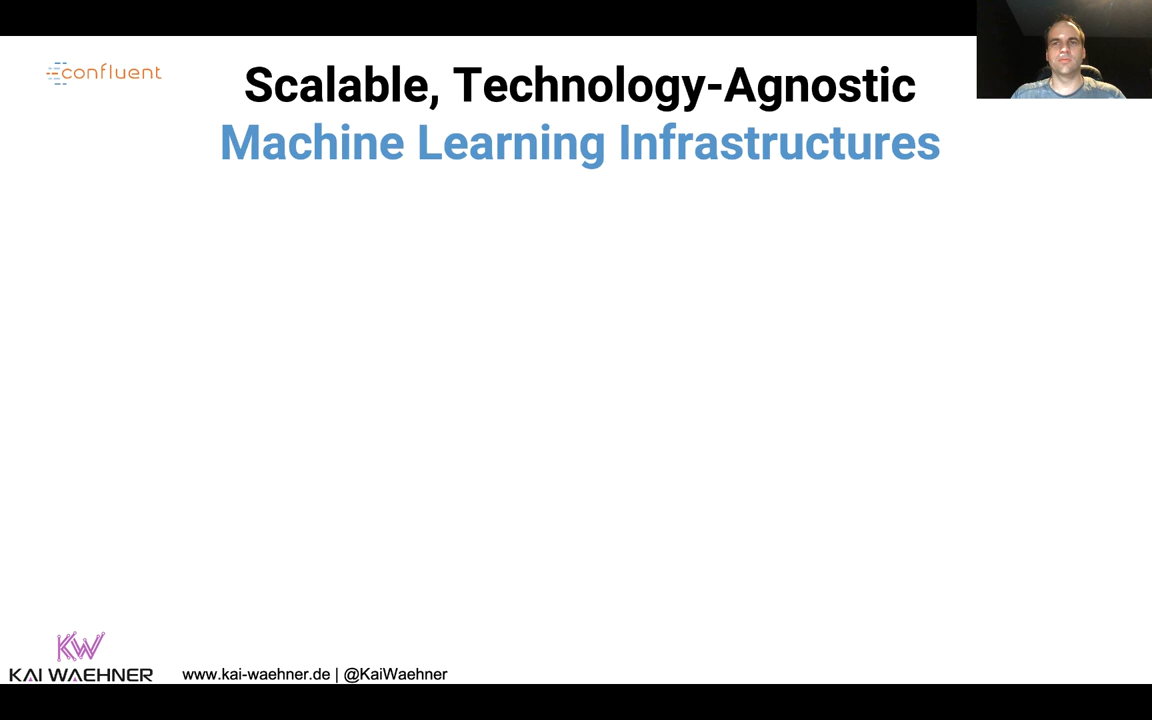 confluent
Scalable, Technology-Agnostic
Machine Learning Infrastructures
KW
KAI WAEHNER
www.kai-waehner.de | @KaiWaehner